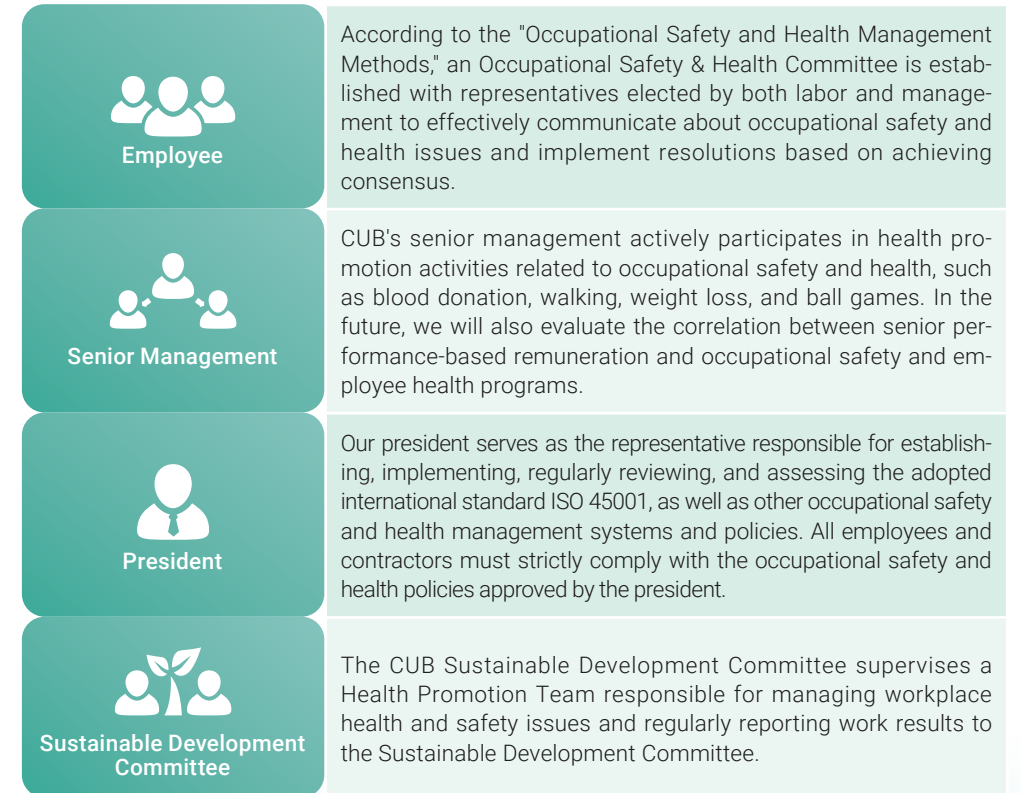 Employee
According to the "Occupational Safety and Health Management
Methods," an Occupational Safety & Health Committee is estab-
lished with representatives elected by both labor and manage-
ment to effectively communicate about occupational safety and
health issues and implement resolutions based on achieving
consensus.
Senior Management
CUB's senior management actively participates in health pro-
motion activities related to occupational safety and health, such
as blood donation, walking, weight loss, and ball games. In the
future, we will also evaluate the correlation between senior per-
formance-based remuneration and occupational safety and em-
ployee health programs.
President
Our president serves as the representative responsible for establish-
ing, implementing, regularly reviewing, and assessing the adopted
international standard ISO 45001, as well as other occupational safety
and health management systems and policies. All employees and
contractors must strictly comply with the occupational safety and
health policies approved by the president.
Sustainable Development
Committee
The CUB Sustainable Development Committee supervises a
Health Promotion Team responsible for managing workplace
health and safety issues and regularly reporting work results to
the Sustainable Development Committee.